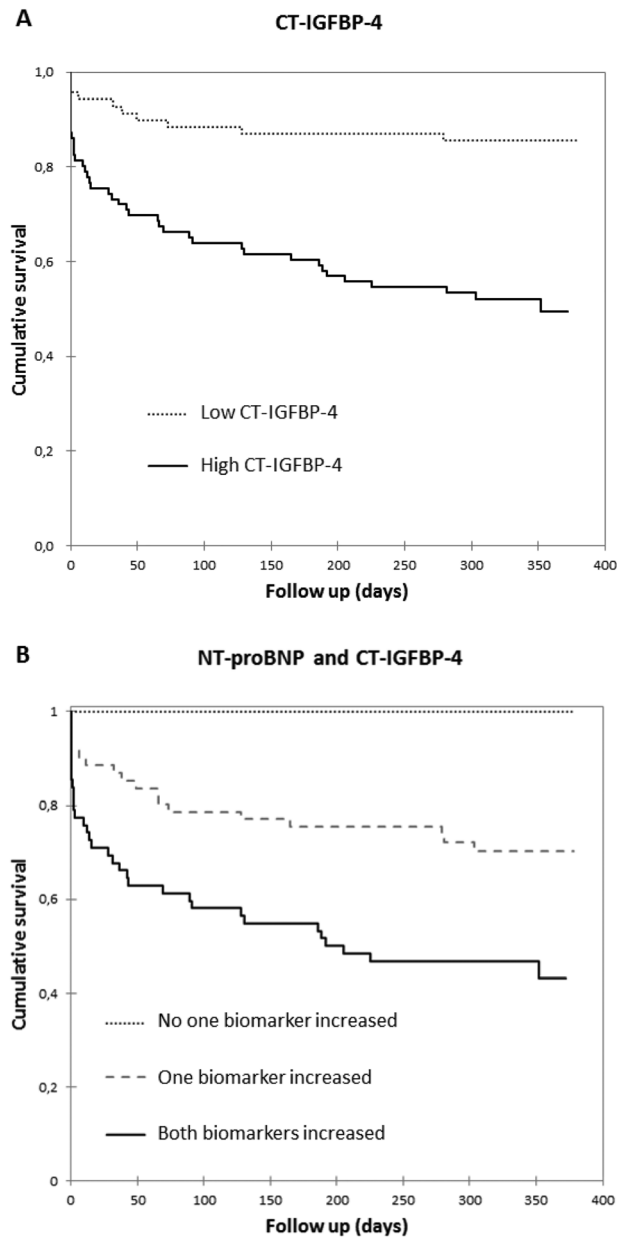 A
CT-IGFBP-4
1,0
0,8
0,6
0,4
0,2
0,0
Cumulative survival
Low CT-IGFBP-4
High CT-IGFBP-4
0 50 100 150 200 250 300 350 400
Follow up (days)
B
NT-proBNP and CT-IGFBP-4
1
0,8
0,6
0,4
0,2
0
Cumulative survival
No one biomarker increased
One biomarker increased
Both biomarkers increased
0 50 100 150 200 250 300 350 400
Follow up (days)